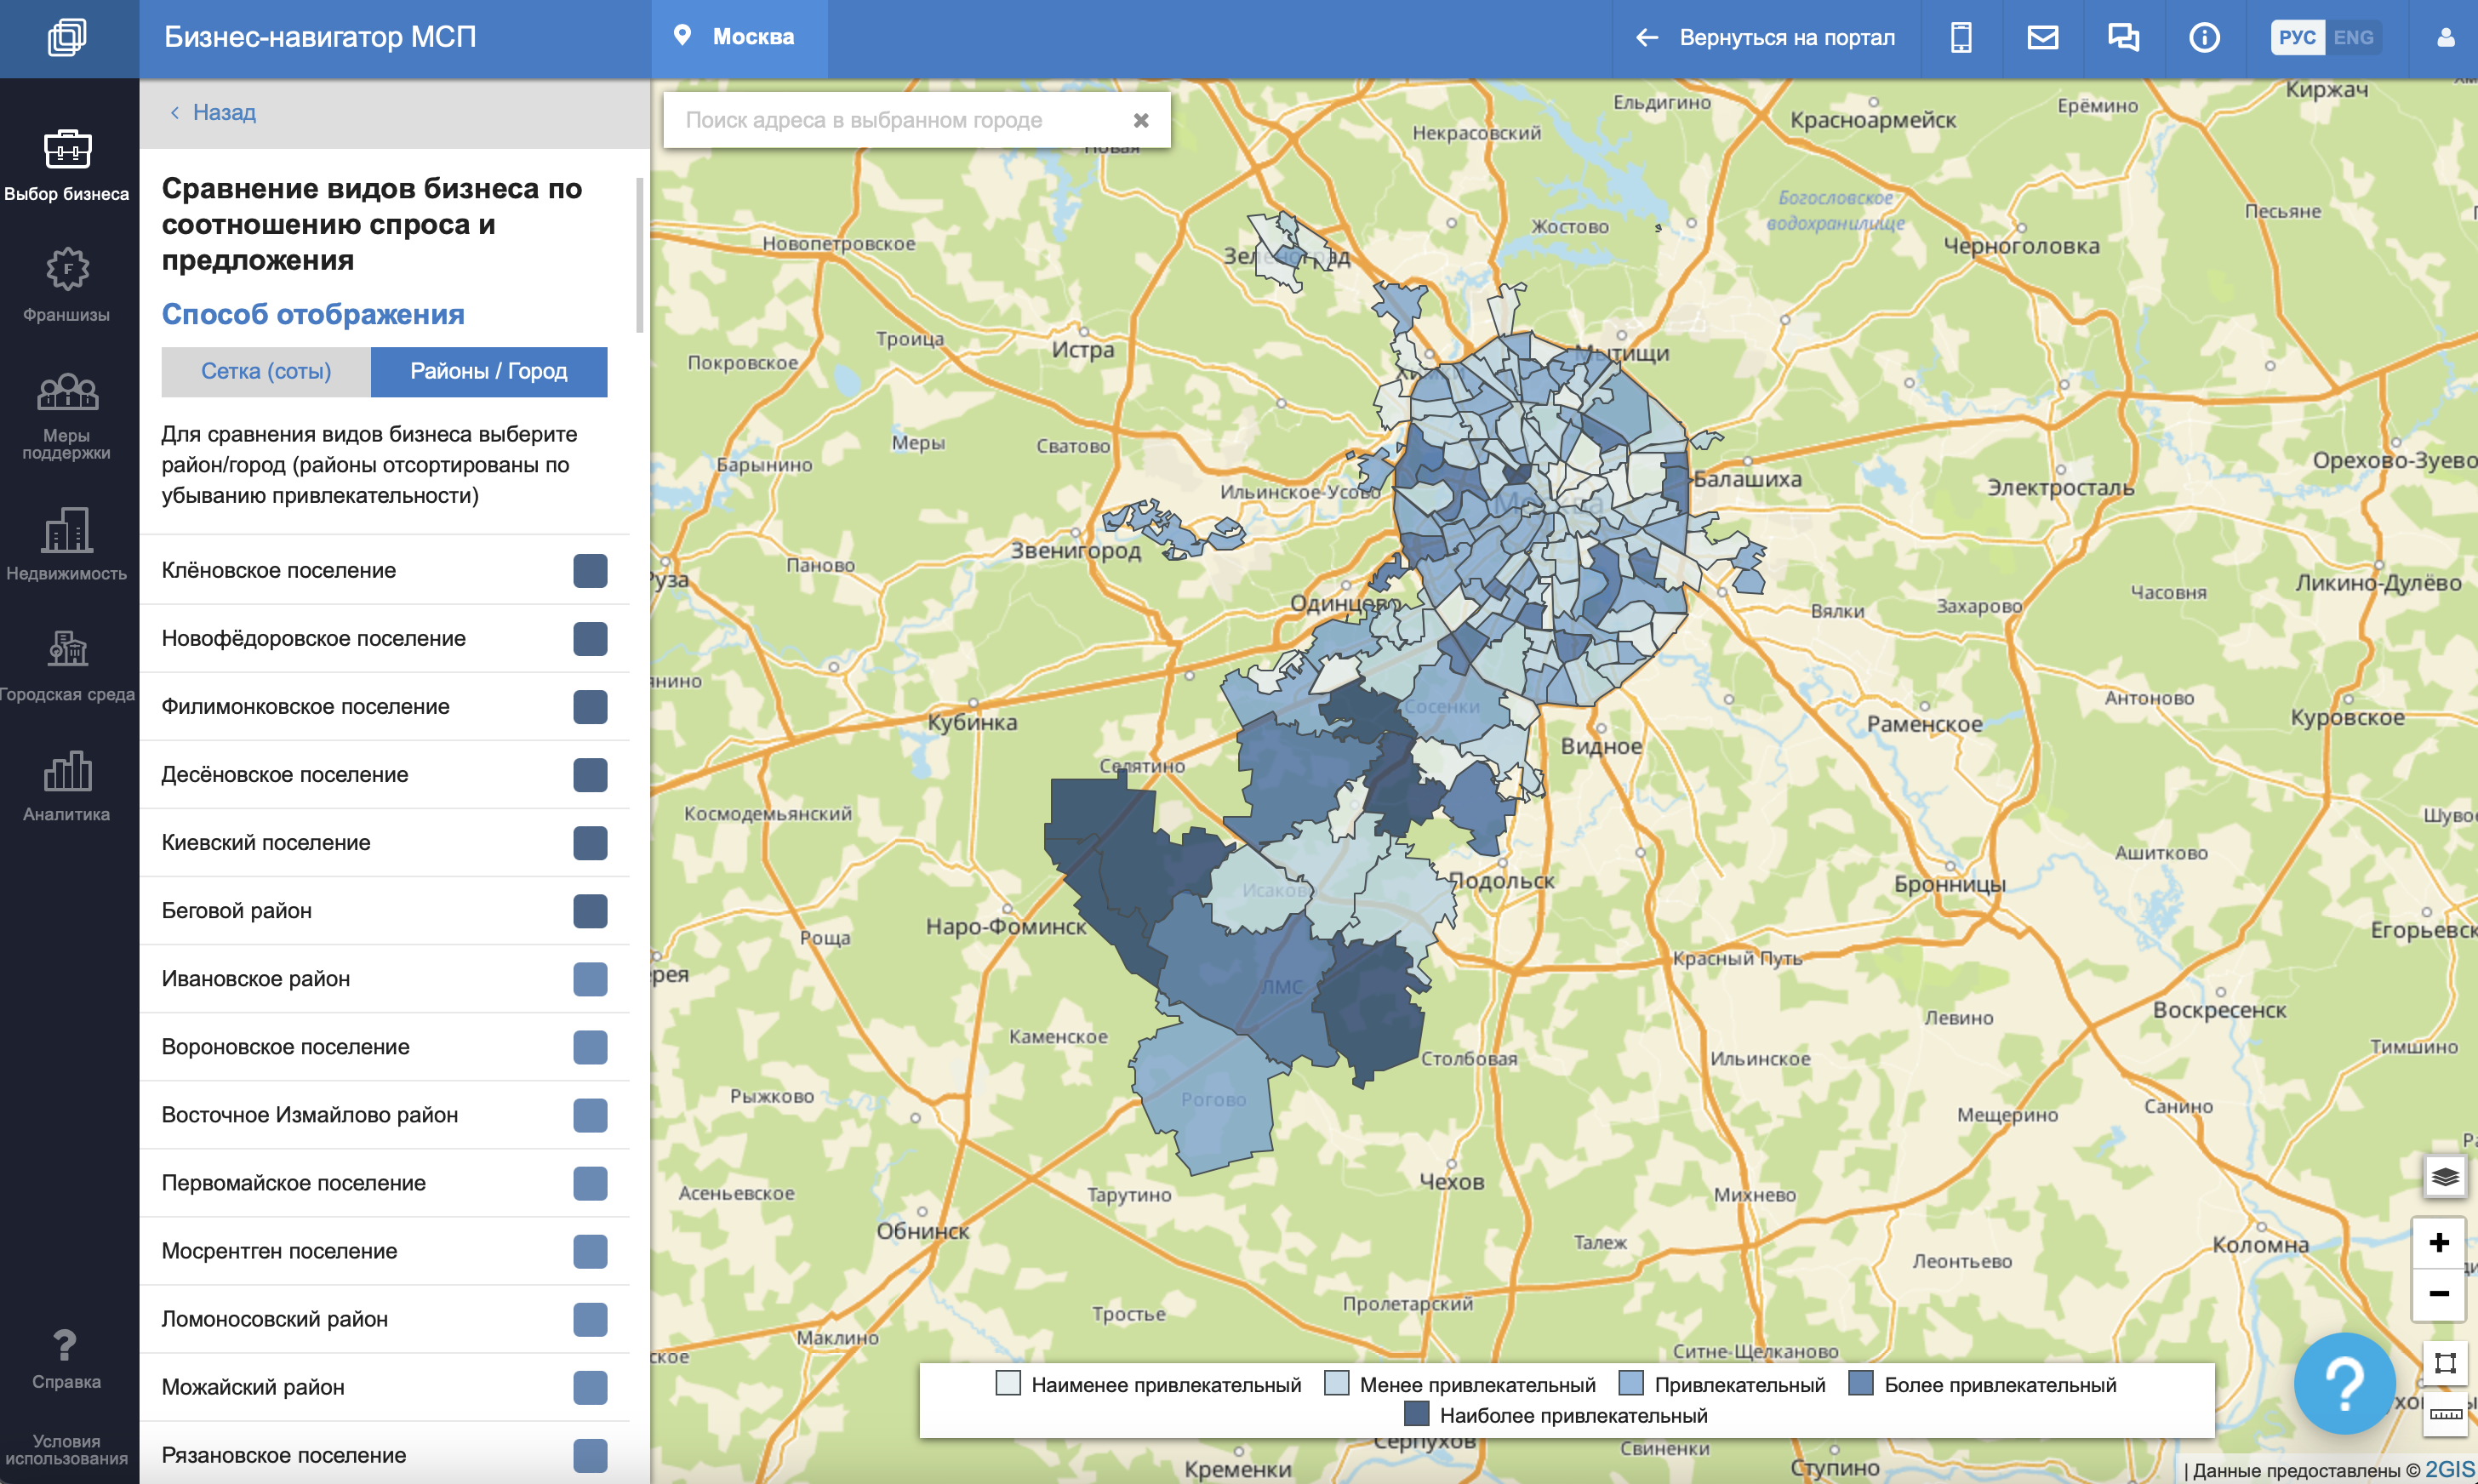 Бизнес-навигатор МСП
Москва
Вернуться на портал
РУС ENG
Выбор бизнеса
Франшизы
Меры
поддержки
Недвижимость
Городская среда
Аналитика
Справка
Условия
использования
Назад
Сравнение видов бизнеса по
соотношению спроса и
предложения
Способ отображения
Сетка (соты)
Районы / Город
Для сравнения видов бизнеса выберите
район/город (районы отсортированы по
убыванию привлекательности)
Клёновское поселение
Новофёдоровское поселение
Филимонковское поселение
Десёновское поселение
Киевский поселение
Беговой район
Ивановское район
Вороновское поселение
Восточное Измайлово район
Первомайское поселение
Мосрентген поселение
Ломоносовский район
Можайский район
Рязановское поселение
Поиск адреса в выбранном городе
Киржач
Ельдигино
Ерёмино
Красноармейск
Некрасовский
Новая
Богословское
водохранилище
Песьяне
Жостово
Новопетровское
Черноголовка
Зеленоград
Троица
Истра
Мытищи
Покровское
Химки
Меры
Сватово
Барынино
Орехово-Зуево
Балашиха
Электросталь
Ильинское-Усово
Москва
Звенигород
Паново
Руза
Ликино-Дулёво
Часовня
Одинцово
Вялки
Захарово
янино
Антоново
Сосенки
Кубинка
Раменское
Куровское
Видное
Селятино
Космодемьянский
Шувое
Ашитково
Подольск
Бронницы
Исаково
Наро-Фоминск
Роща
Егорьевск
Красный Путь
рея
ЛМС
Воскресенск
Левино
Каменское
Тимшино
Столбовая
Ильинское
Рыжково
Рогово
Санино
Мещерино
Чехов
Асеньевское
Тарутино
Михнево
Обнинск
Талеж
Коломна
Леонтьево
Пролетарский
Тростье
Маклино
Ситне-Щелканово
ское
Наименее привлекательный
Менее привлекательный
Привлекательный
Более привлекательный
Наиболее привлекательный
Серпухов
Свиненки
Кременки
Ступино
| Данные предоставлены © 2GIS